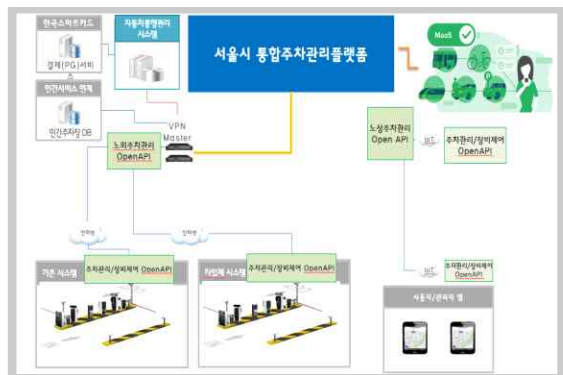 한국스마트카드
결제(PG)서비
민간서비스 연계
민간주차장 DB
자동차통합관리
시스템
서울시 통합주차관리플랫폼
MaaS
VPN
Master
노외주차관리
OpenAPI
노상주차관리
Open API
IoT
주차관리/장비제어
OpenAPI
인터넷
인터넷
기존 시스템
주차관리/장비제어 OpenAPI
타업체 시스템
주차관리/장비제어 OpenAPI
IoT
주차관리/장비제어
OpenAPI
사용자/관리자 앱